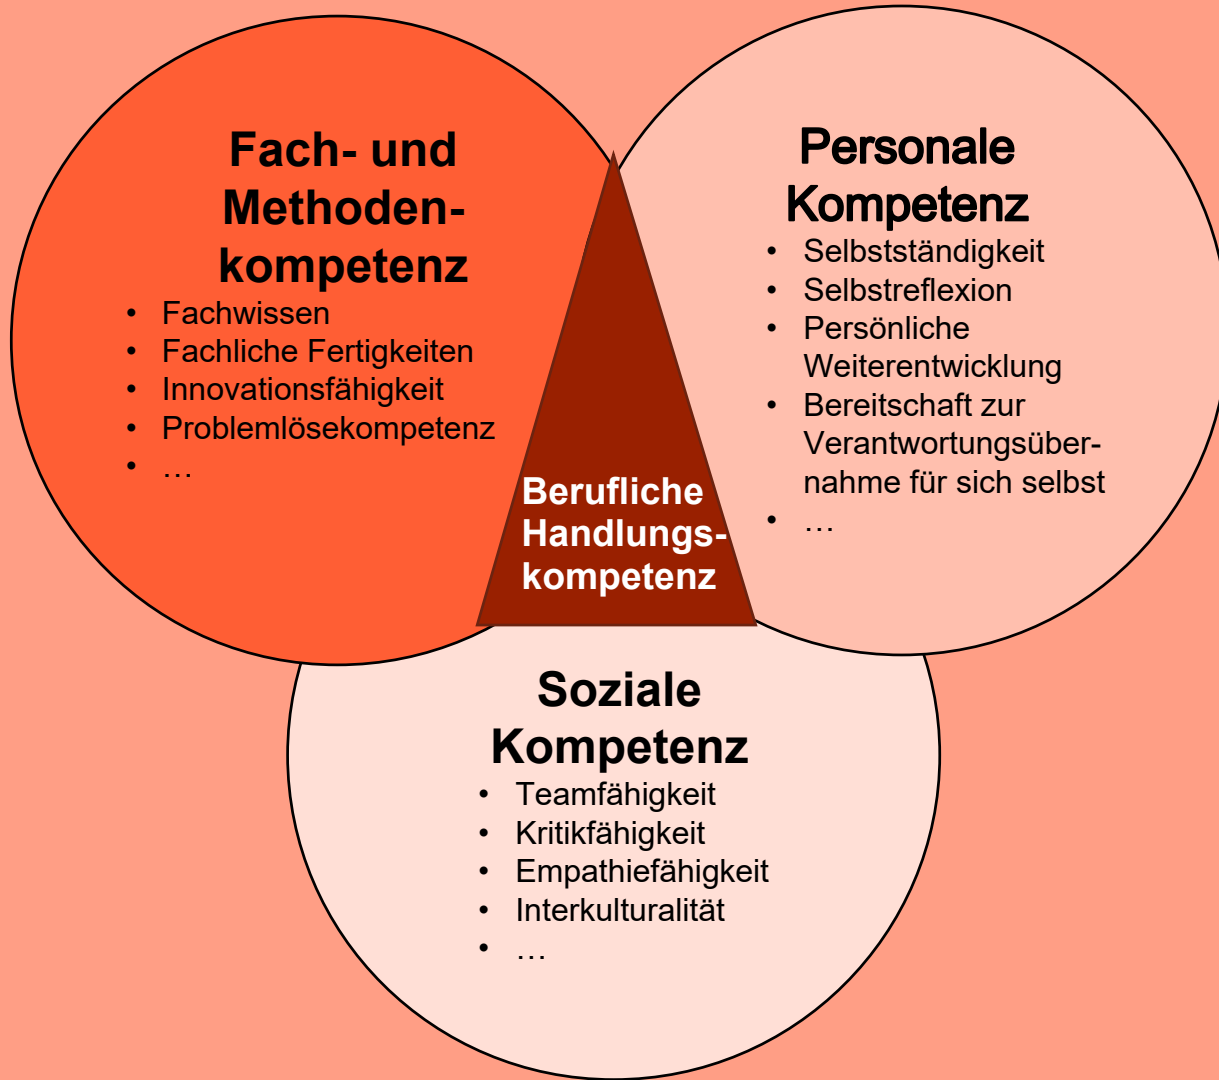 Fach- und
Methoden-
kompetenz
• Fachwissen
• Fachliche Fertigkeiten
• Innovationsfähigkeit
• Problemlösekompetenz
• …
Personale
Kompetenz
• Selbstständigkeit
• Selbstreflexion
• Persönliche
Weiterentwicklung
• Bereitschaft zur
Verantwortungsüber-
nahme für sich selbst
• …
Berufliche
Handlungs-
kompetenz
Soziale
Kompetenz
• Teamfähigkeit
• Kritikfähigkeit
• Empathiefähigkeit
• Interkulturalität
• …